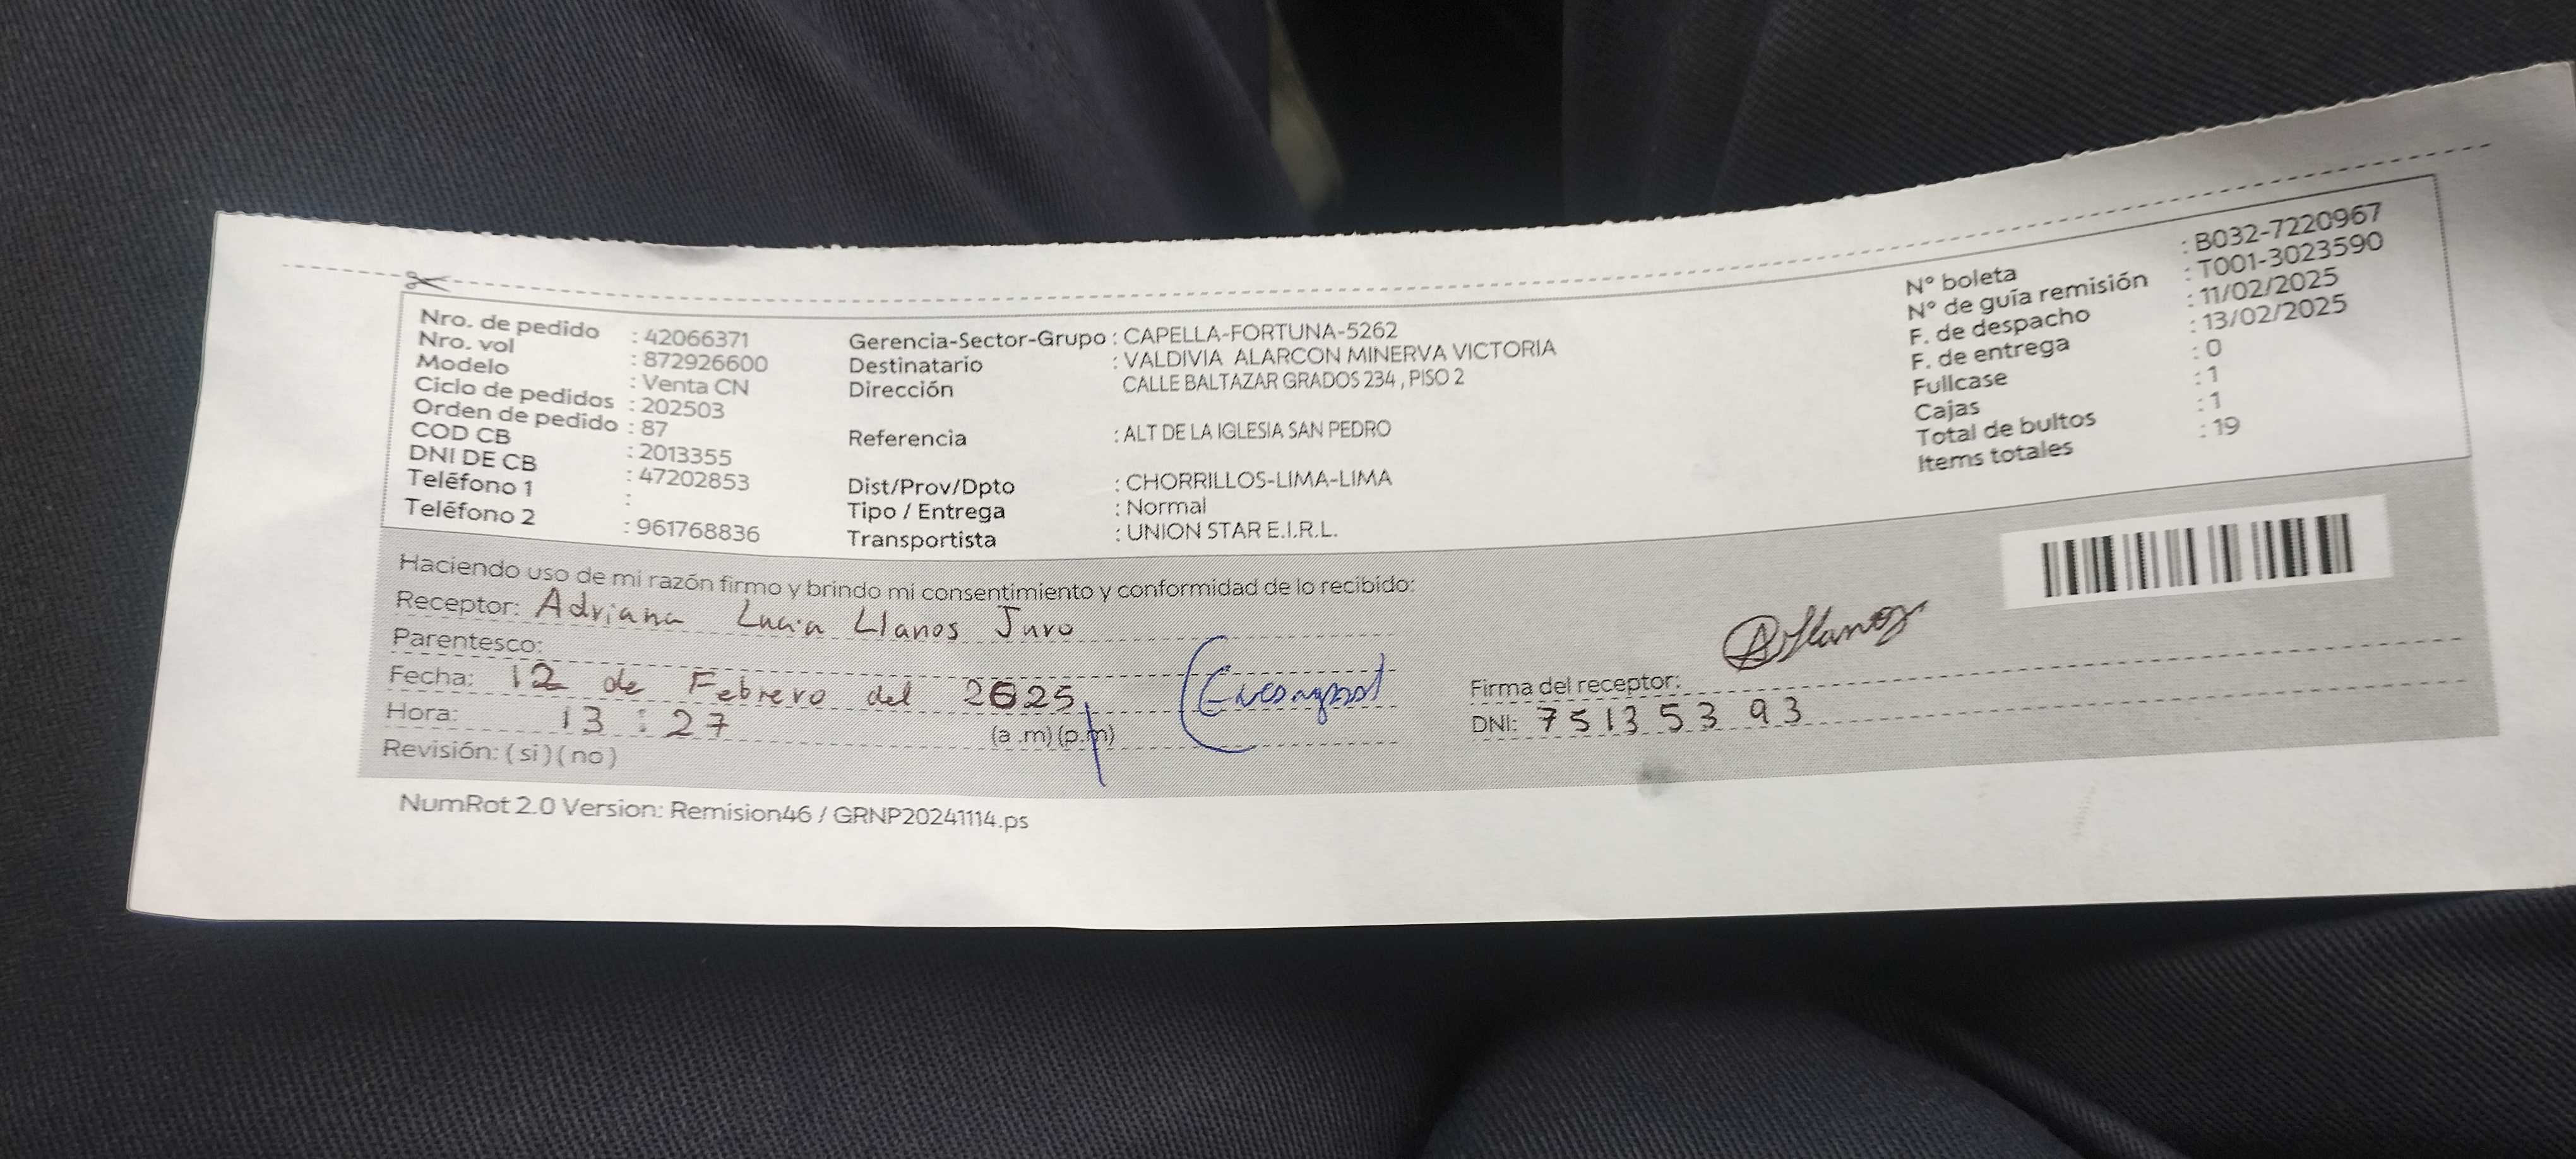 Nro. de pedido : 42066371
Nro. vol : 872926600
Modelo : Venta CN
Ciclo de pedidos : 202503
Orden de pedido : 87
COD CB : 2013355
DNI DE CB : 47202853
Teléfono 1 :
Teléfono 2 : 961768836
Gerencia-Sector-Grupo : CAPELLA-FORTUNA-5262
Destinatario : VALDIVIA ALARCON MINERVA VICTORIA
Dirección CALLE BALTAZAR GRADOS 234 , PISO 2
Referencia : ALT DE LA IGLESIA SAN PEDRO
Dist/Prov/Dpto : CHORRILLOS-LIMA-LIMA
Tipo / Entrega : Normal
Transportista : UNION STAR E.I.R.L.
N° boleta : B032-7220967
N° de guía remisión : T001-3023590
F. de despacho : 11/02/2025
F. de entrega : 13/02/2025
Fullcase : 0
Cajas : 1
Total de bultos : 1
Items totales : 19
Haciendo uso de mi razón firmo y brindo mi consentimiento y conformidad de lo recibido:
Receptor: Adriana Lucia Llanos Juro
Parentesco:
Fecha: 12 de Febrero del 2025
Hora: 13 : 27 (a .m) (p.m)
Revisión: ( si ) ( no )
Firma del receptor:
DNI: 75135393
NumRot 2.0 Version: Remision46 / GRNP20241114.ps